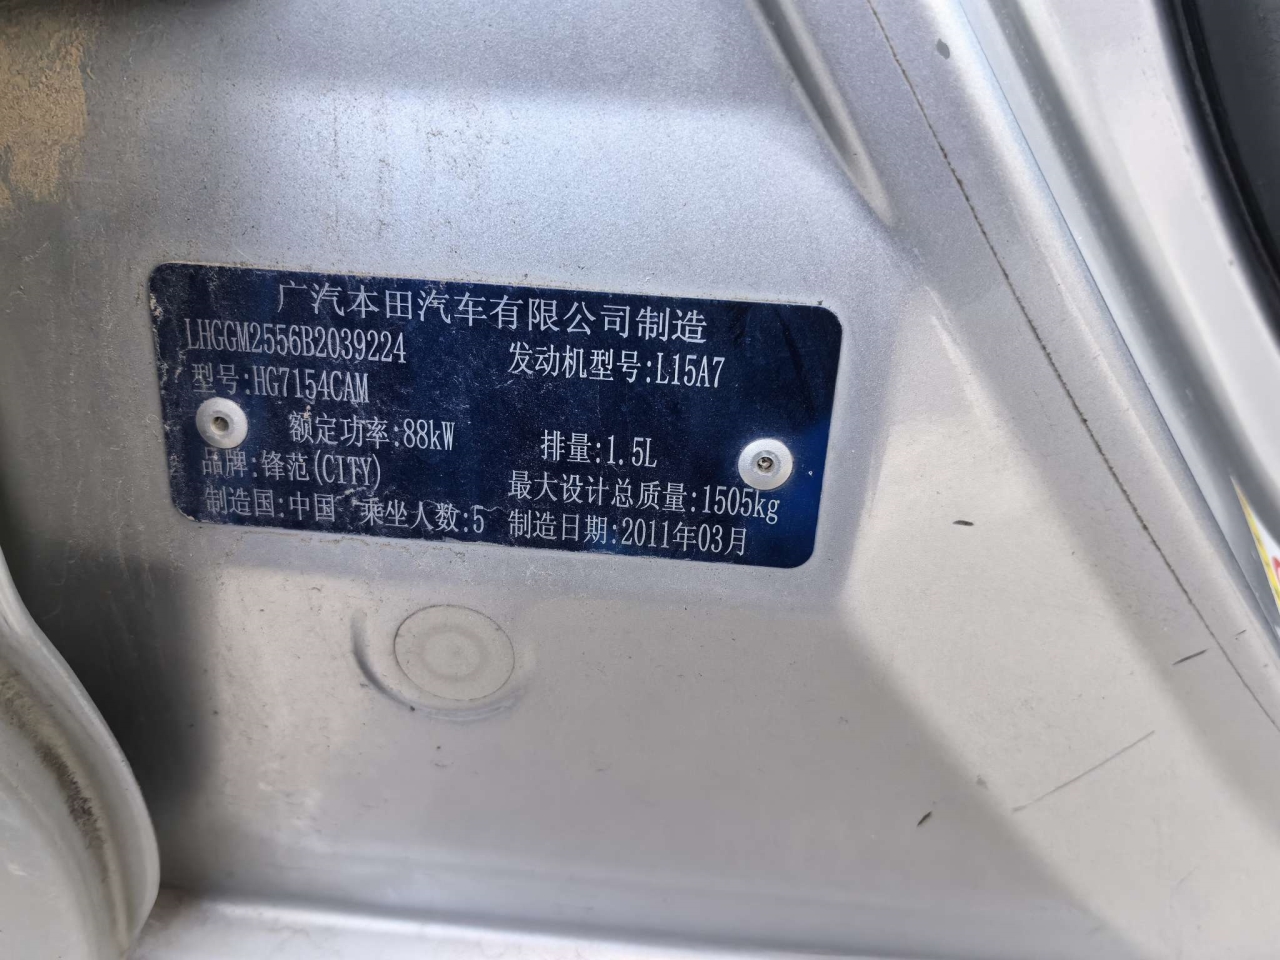 广汽本田汽车有限公司制造
LHGGM2556B2039224
发动机型号:L15A7
型号:HG7154CAM
额定功率:88kW
排量:1.5L
品牌:锋范(CITY)
最大设计总质量:1505kg
制造国:中国 乘坐人数:5
制造日期:2011年03月